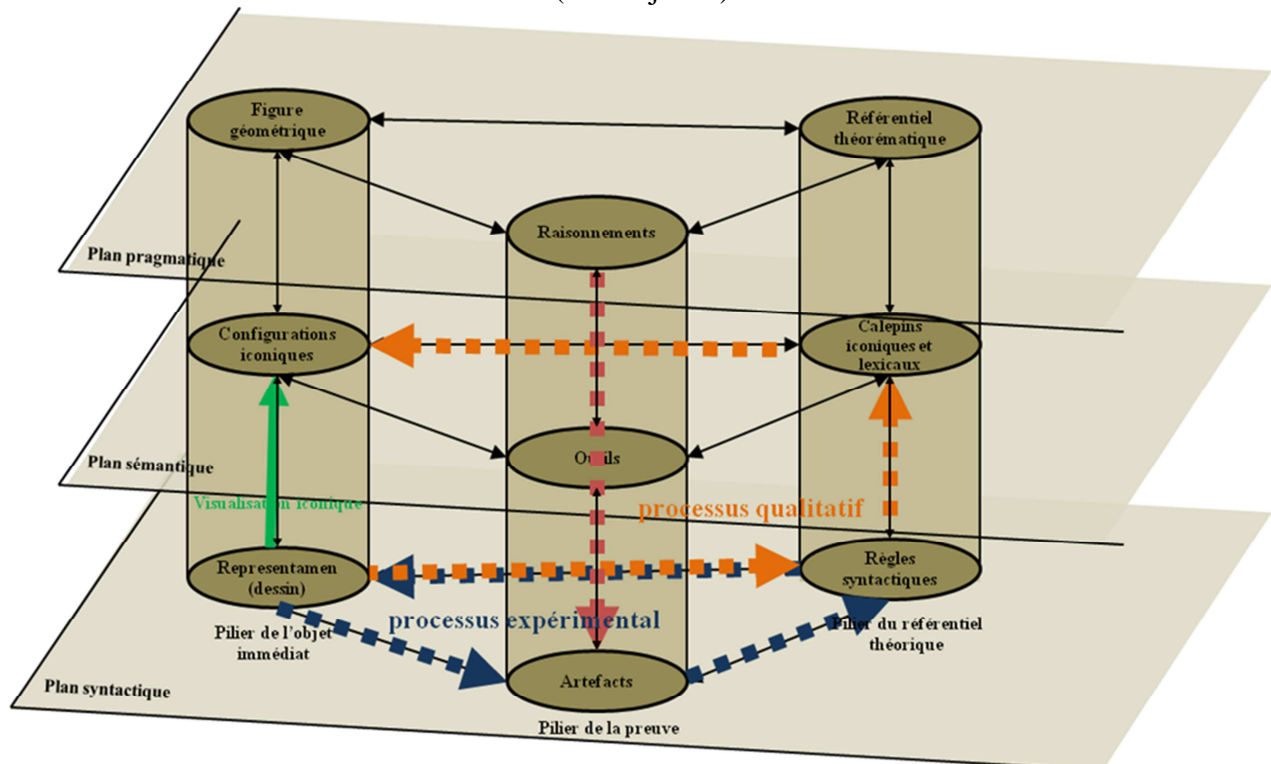 Figure
géométrique
Référentiel
théorématique
Raisonnements
Plan pragmatique
Configurations
iconiques
Calepins
iconiques et
lexicaux
Plan sémantique
Outils
Visualisation iconique
processus qualitatif
Representamen
(dessin)
Règles
syntactiques
processus expérimental
Pilier de l'objet
immédiat
Pilier du référentiel
théorique
Plan syntactique
Artefacts
Pilier de la preuve